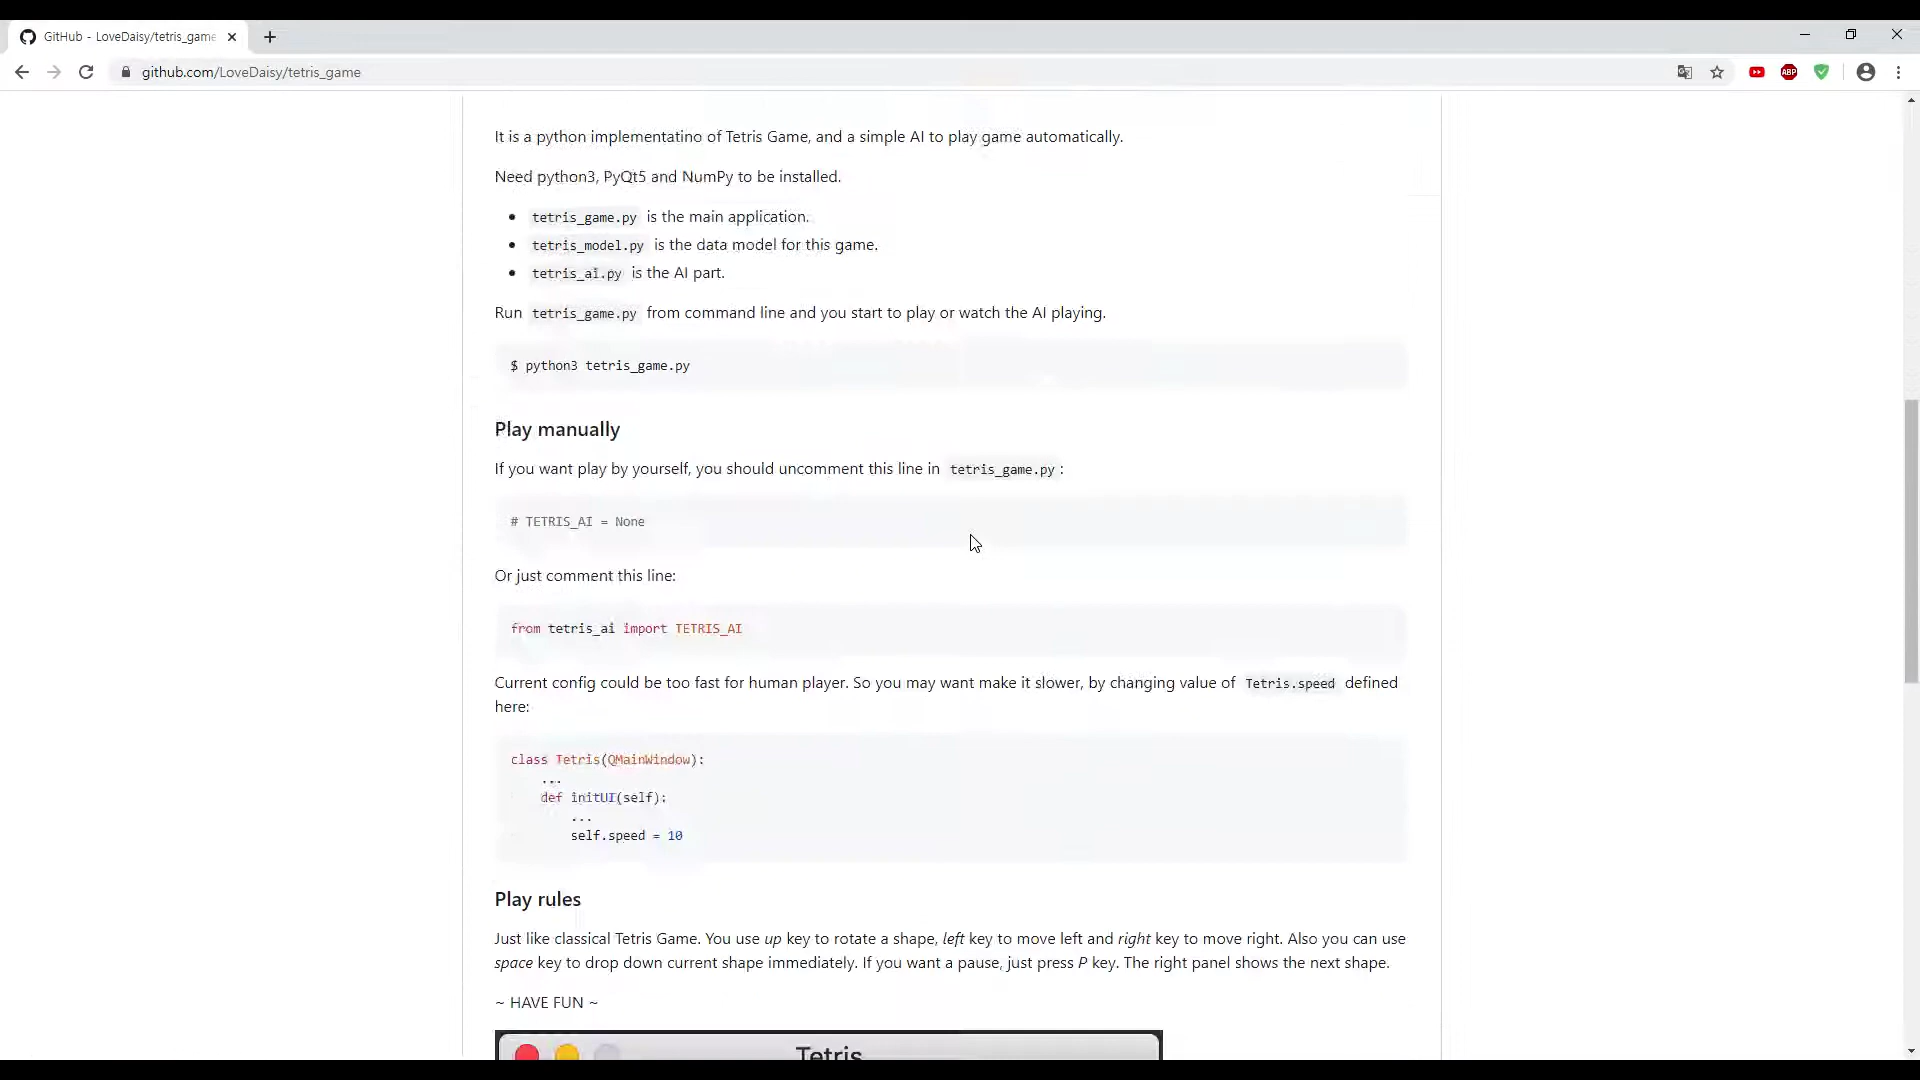 GitHub - LoveDaisy/tetris_game
github.com/LoveDaisy/tetris_game
ABP
It is a python implementatino of Tetris Game, and a simple AI to play game automatically.
Need python3, PyQt5 and NumPy to be installed.
tetris_game.py is the main application.
tetris_model.py is the data model for this game.
tetris_ai.py is the AI part.
Run tetris_game.py from command line and you start to play or watch the AI playing.
$ python3 tetris_game.py
Play manually
If you want play by yourself, you should uncomment this line in tetris_game.py:
# TETRIS_AI = None
Or just comment this line:
from tetris_ai import TETRIS_AI
Current config could be too fast for human player. So you may want make it slower, by changing value of Tetris.speed defined
here:
class Tetris(QMainWindow):
...
def initUI(self):
...
self.speed = 10
Play rules
Just like classical Tetris Game. You use up key to rotate a shape, left key to move left and right key to move right. Also you can use
space key to drop down current shape immediately. If you want a pause, just press P key. The right panel shows the next shape.
~ HAVE FUN ~
Tetris